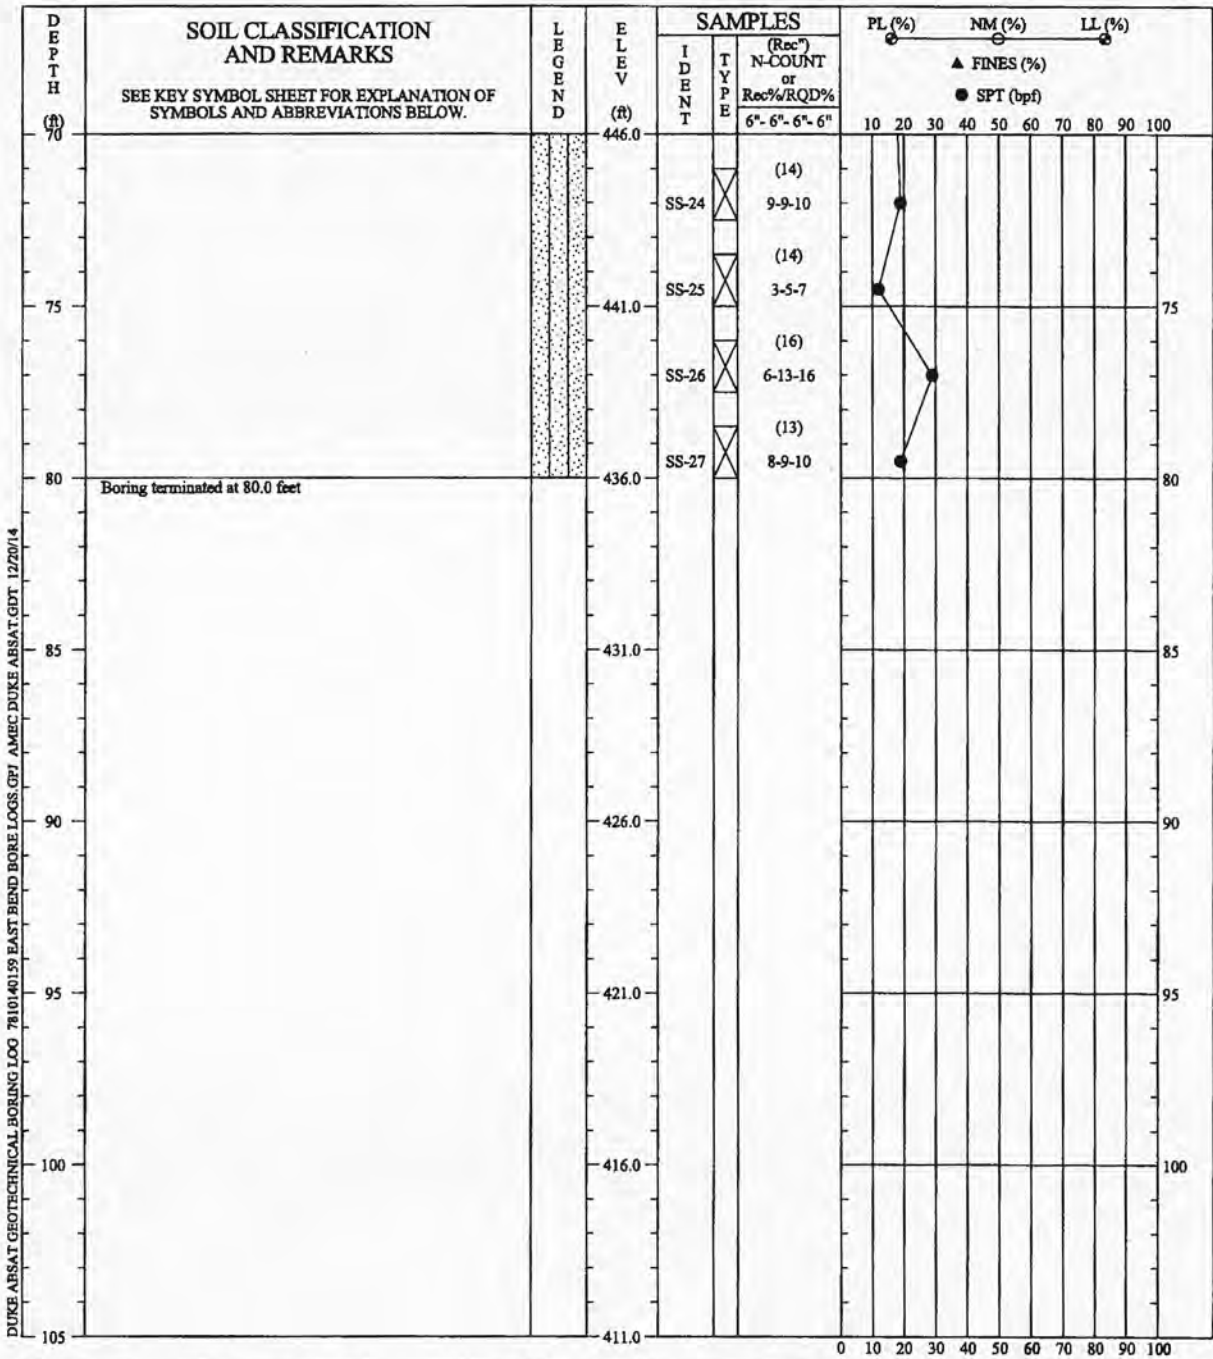 DEPTH
(ft)
SOIL CLASSIFICATION
AND REMARKS
SEE KEY SYMBOL SHEET FOR EXPLANATION OF
SYMBOLS AND ABBREVIATIONS BELOW.
LEGEND
ELEV
(ft)
SAMPLES
IDENT
TYPE
(Rec")
N-COUNT
or
Rec%/RQD%
6"- 6"- 6"- 6"
PL (%) NM (%) LL (%)
▲ FINES (%)
● SPT (bpf)
10 20 30 40 50 60 70 80 90 100
70 446.0
(14)
SS-24 9-9-10
(14)
SS-25 3-5-7
75 441.0 75
(16)
SS-26 6-13-16
(13)
SS-27 8-9-10
80 436.0 80
Boring terminated at 80.0 feet
85 431.0 85
90 426.0 90
95 421.0 95
100 416.0 100
105 411.0
0 10 20 30 40 50 60 70 80 90 100
DUKE ABSAT GEOTECHNICAL BORING LOG 7810140159 EAST BEND BORE LOGS.GPJ AMEC DUKE ABSAT.GDT 12/20/14